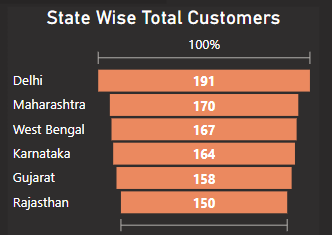 State Wise Total Customers
100%
Delhi 191
Maharashtra 170
West Bengal 167
Karnataka 164
Gujarat 158
Rajasthan 150